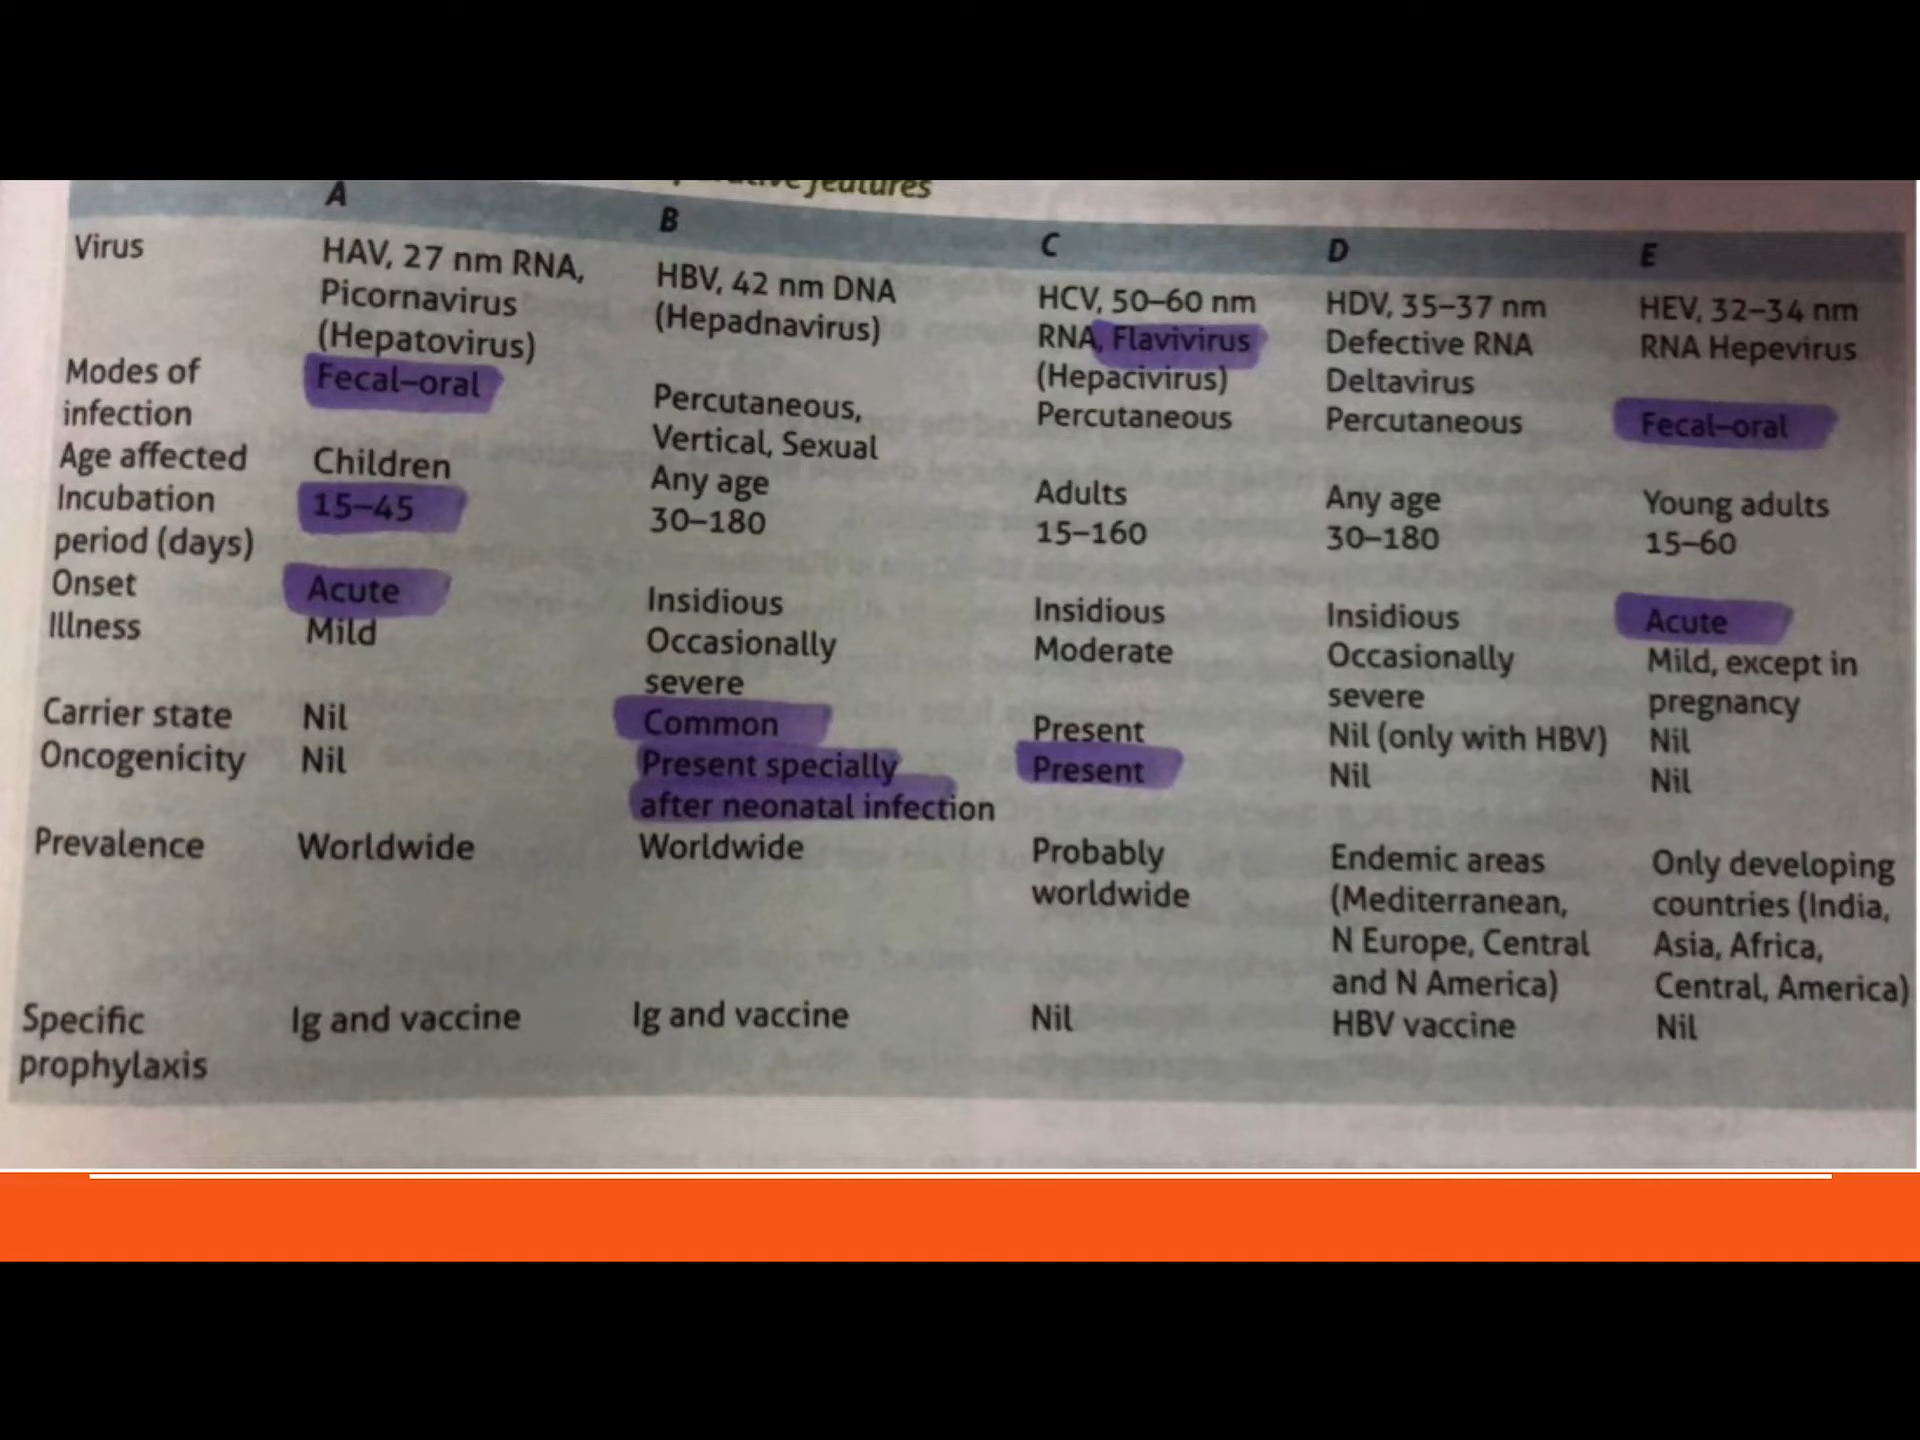 features
A
B
C
D
E
Virus
HAV, 27 nm RNA,
Picornavirus
(Hepatovirus)
HBV, 42 nm DNA
(Hepadnavirus)
HCV, 50–60 nm
RNA, Flavivirus
(Hepacivirus)
HDV, 35–37 nm
Defective RNA
Deltavirus
HEV, 32–34 nm
RNA Hepevirus
Modes of
infection
Fecal–oral
Percutaneous,
Vertical, Sexual
Percutaneous
Percutaneous
Fecal–oral
Age affected
Children
Any age
Adults
Any age
Young adults
Incubation
period (days)
15–45
30–180
15–160
30–180
15–60
Onset
Acute
Insidious
Insidious
Insidious
Acute
Illness
Mild
Occasionally
severe
Moderate
Occasionally
severe
Mild, except in
pregnancy
Carrier state
Nil
Common
Present
Nil (only with HBV)
Nil
Oncogenicity
Nil
Present specially
after neonatal infection
Present
Nil
Nil
Prevalence
Worldwide
Worldwide
Probably
worldwide
Endemic areas
(Mediterranean,
N Europe, Central
and N America)
Only developing
countries (India,
Asia, Africa,
Central, America)
Specific
prophylaxis
Ig and vaccine
Ig and vaccine
Nil
HBV vaccine
Nil